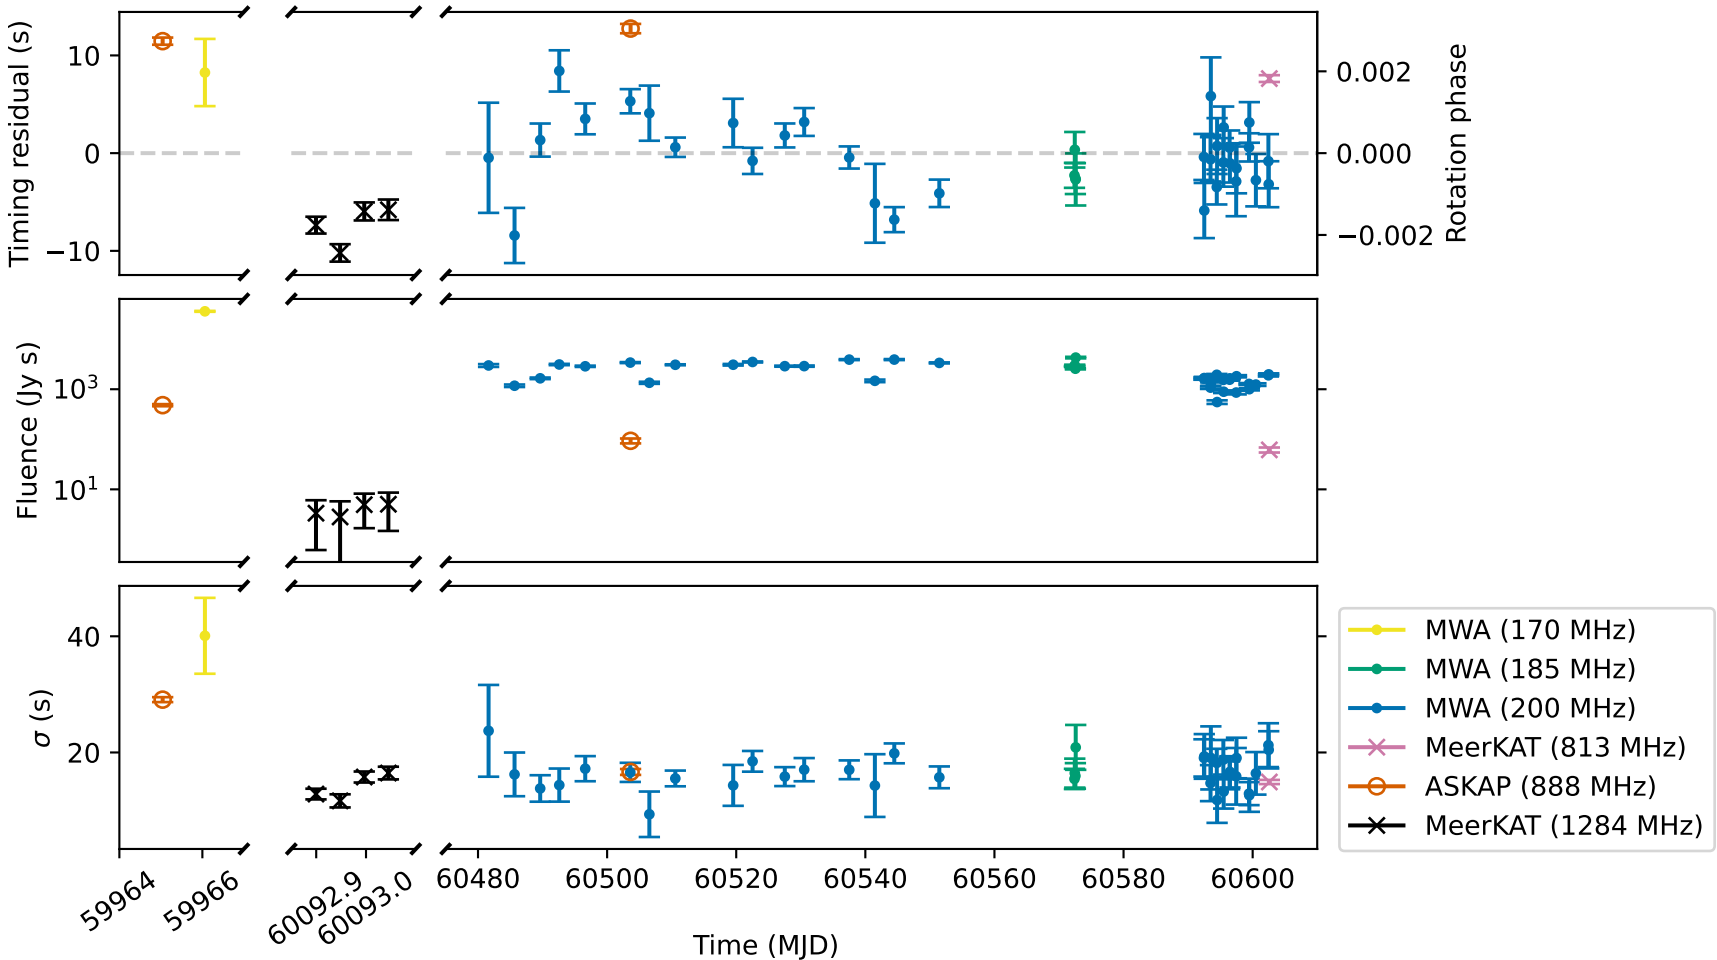 Timing residual (s)
10
0
−10
0.002
0.000
−0.002
Rotation phase
Fluence (Jy s)
10³
10¹
σ (s)
40
20
MWA (170 MHz)
MWA (185 MHz)
MWA (200 MHz)
MeerKAT (813 MHz)
ASKAP (888 MHz)
MeerKAT (1284 MHz)
59964
59966
60092.9
60093.0
60480
60500
60520
60540
60560
60580
60600
Time (MJD)